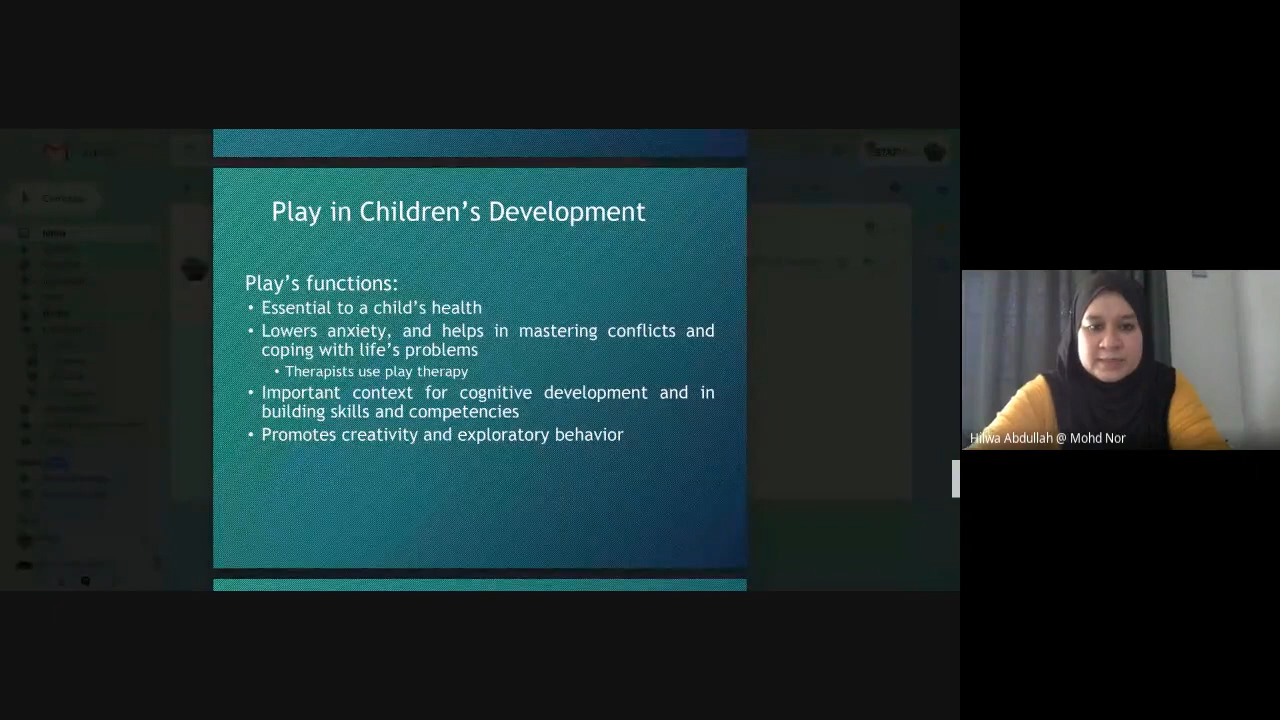 Play in Children's Development
Play's functions:
• Essential to a child's health
• Lowers anxiety, and helps in mastering conflicts and
coping with life's problems
• Therapists use play therapy
• Important context for cognitive development and in
building skills and competencies
• Promotes creativity and exploratory behavior
Hilwa Abdullah @ Mohd Nor